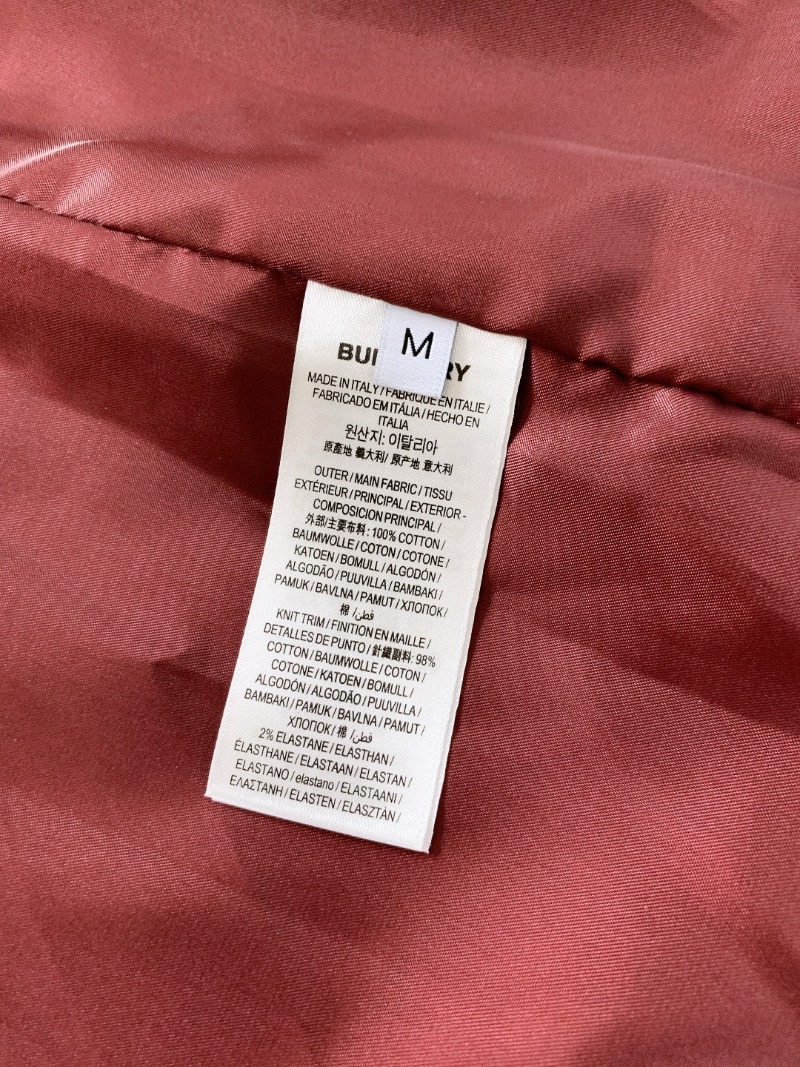 M
BU RY
MADE IN ITALY / FABRIQUÉ EN ITALIE /
FABRICADO EM ITÁLIA / HECHO EN
ITALIA
원산지: 이탈리아
原產地 義大利/ 原产地 意大利
OUTER / MAIN FABRIC / TISSU
EXTÉRIEUR / PRINCIPAL / EXTERIOR -
COMPOSICION PRINCIPAL /
外部/主要布料: 100% COTTON /
BAUMWOLLE / COTON / COTONE /
KATOEN / BOMULL / ALGODÓN /
ALGODÃO / PUUVILLA / BAMBAKI /
PAMUK / BAVLNA / PAMUT / ХЛОПОК /
棉 /قطن
KNIT TRIM / FINITION EN MAILLE /
DETALLES DE PUNTO / 針織副料: 98%
COTTON / BAUMWOLLE / COTON /
COTONE / KATOEN / BOMULL /
ALGODÓN / ALGODÃO / PUUVILLA /
BAMBAKI / PAMUK / BAVLNA / PAMUT /
ХЛОПОК / 棉 /قطن
2% ELASTANE / ELASTHAN /
ÉLASTHANE / ELASTAAN / ELASTAN /
ELASTANO / elastano / ELASTAANI /
ΕΛΑΣΤΑΝΗ / ELASTEN / ELASZTÁN /